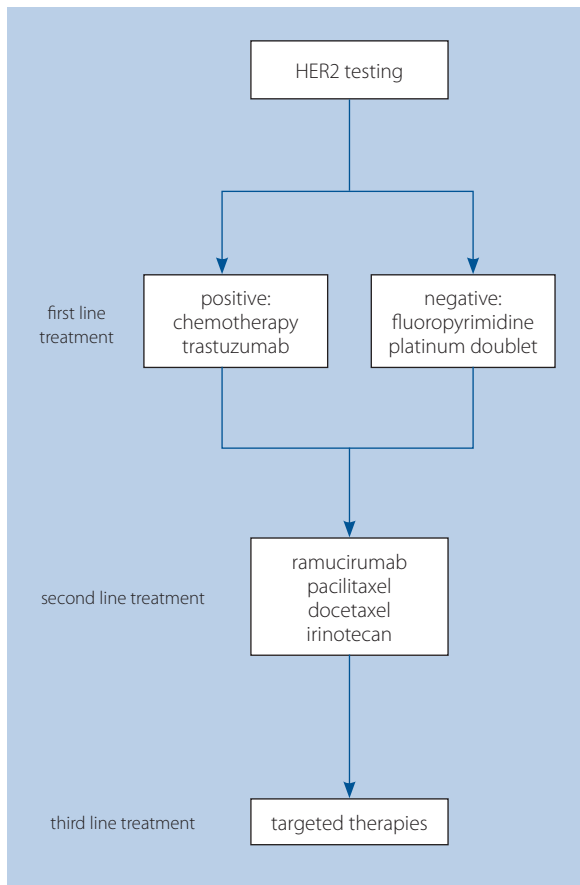 HER2 testing
first line
treatment
positive:
chemotherapy
trastuzumab
negative:
fluoropyrimidine
platinum doublet
second line treatment
ramucirumab
pacilitaxel
docetaxel
irinotecan
third line treatment
targeted therapies